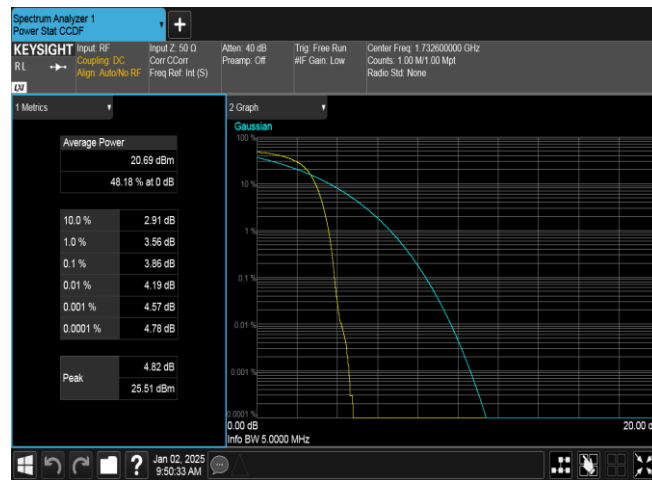 Spectrum Analyzer 1
Power Stat CCDF
+
KEYSIGHT
RL
LXI
Input: RF
Coupling: DC
Align: Auto/No RF
Input Z: 50 Ω
Corr CCorr
Freq Ref: Int (S)
Atten: 40 dB
Preamp: Off
Trig: Free Run
#IF Gain: Low
Center Freq: 1.732600000 GHz
Counts: 1.00 M/1.00 Mpt
Radio Std: None
1 Metrics
Average Power
20.69 dBm
48.18 % at 0 dB
10.0 % 2.91 dB
1.0 % 3.56 dB
0.1 % 3.86 dB
0.01 % 4.19 dB
0.001 % 4.57 dB
0.0001 % 4.78 dB
Peak
4.82 dB
25.51 dBm
2 Graph
Gaussian
100 %
10 %
1 %
0.1 %
0.01 %
0.001 %
0.0001 %
0.00 dB
20.00 d
Info BW 5.0000 MHz
?
Jan 02, 2025
9:50:33 AM